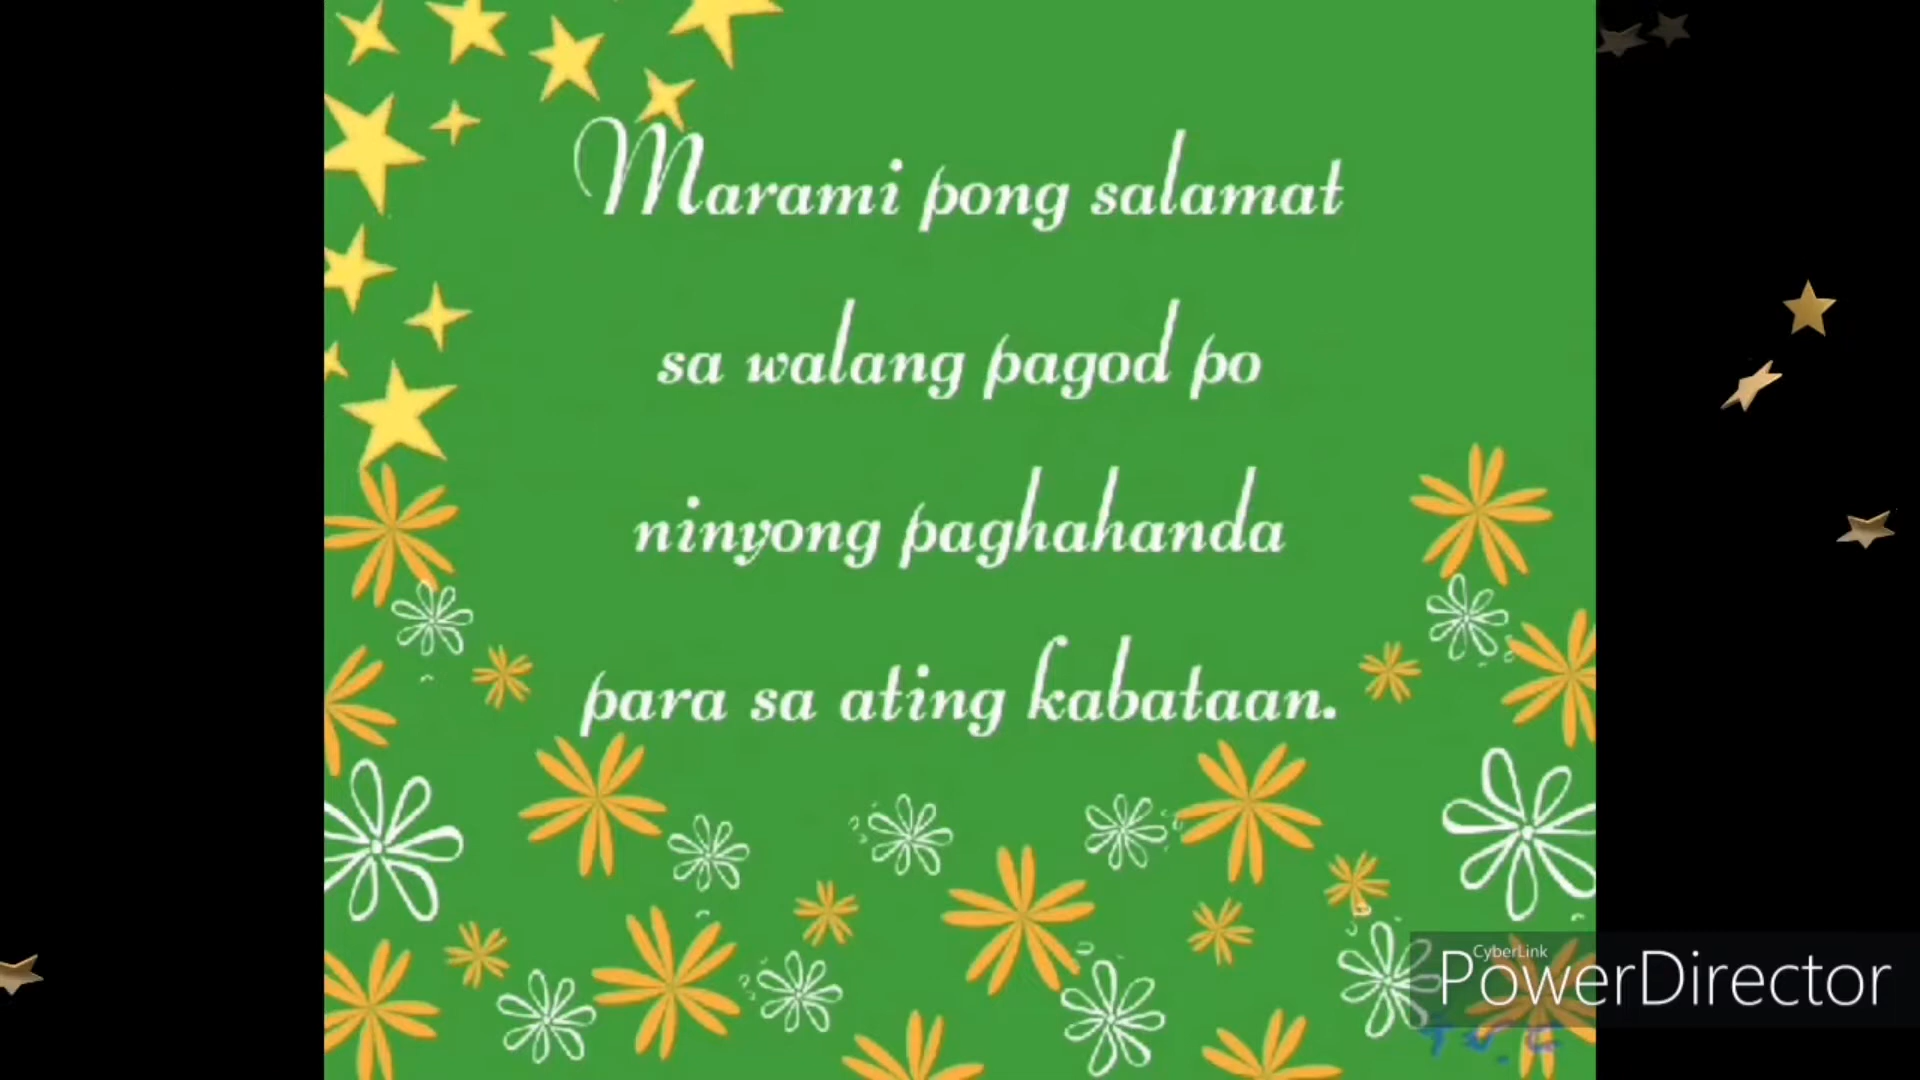 Marami pong salamat
sa walang pagod po
ninyong paghahanda
para sa ating kabataan.
CyberLink
PowerDirector